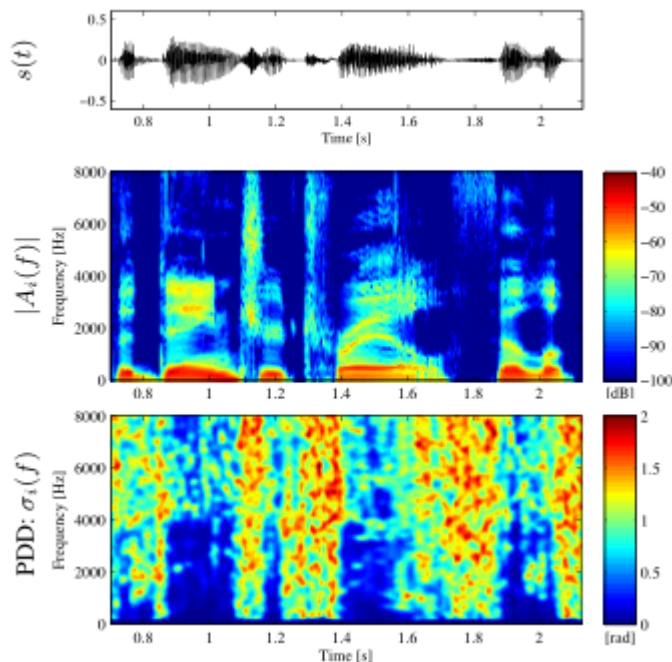 s(t)
0.5
0
−0.5
0.8 1 1.2 1.4 1.6 1.8 2
Time [s]
|A_i(f)|
Frequency [Hz]
8000
6000
4000
2000
0
0.8 1 1.2 1.4 1.6 1.8 2
−40
−50
−60
−70
−80
−90
−100
[dB]
PDD: σ_i(f)
Frequency [Hz]
8000
6000
4000
2000
0
0.8 1 1.2 1.4 1.6 1.8 2
Time [s]
2
1.5
1
0.5
0
[rad]